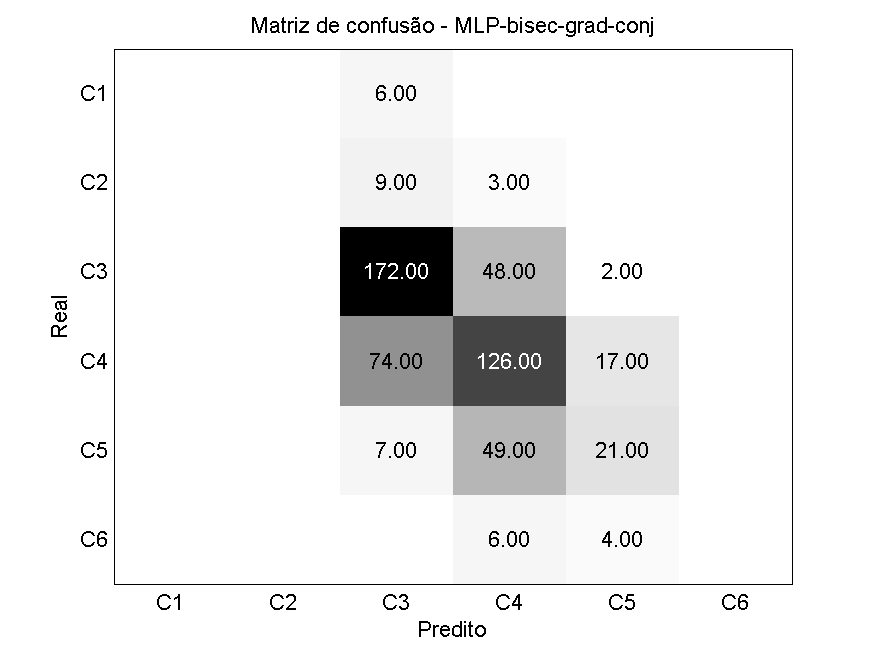 Matriz de confusão - MLP-bisec-grad-conj
C1 6.00
C2 9.00 3.00
C3 172.00 48.00 2.00
Real
C4 74.00 126.00 17.00
C5 7.00 49.00 21.00
C6 6.00 4.00
C1 C2 C3 C4 C5 C6
Predito